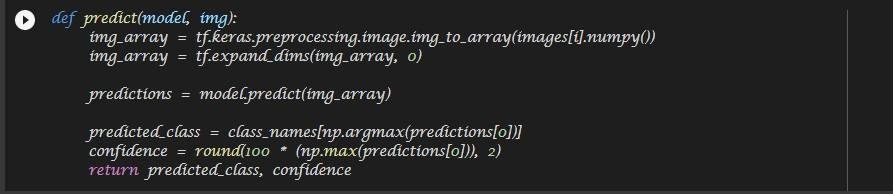 def predict(model, img):
    img_array = tf.keras.preprocessing.image.img_to_array(images[i].numpy())
    img_array = tf.expand_dims(img_array, 0)

    predictions = model.predict(img_array)

    predicted_class = class_names[np.argmax(predictions[0])]
    confidence = round(100 * (np.max(predictions[0])), 2)
    return predicted_class, confidence